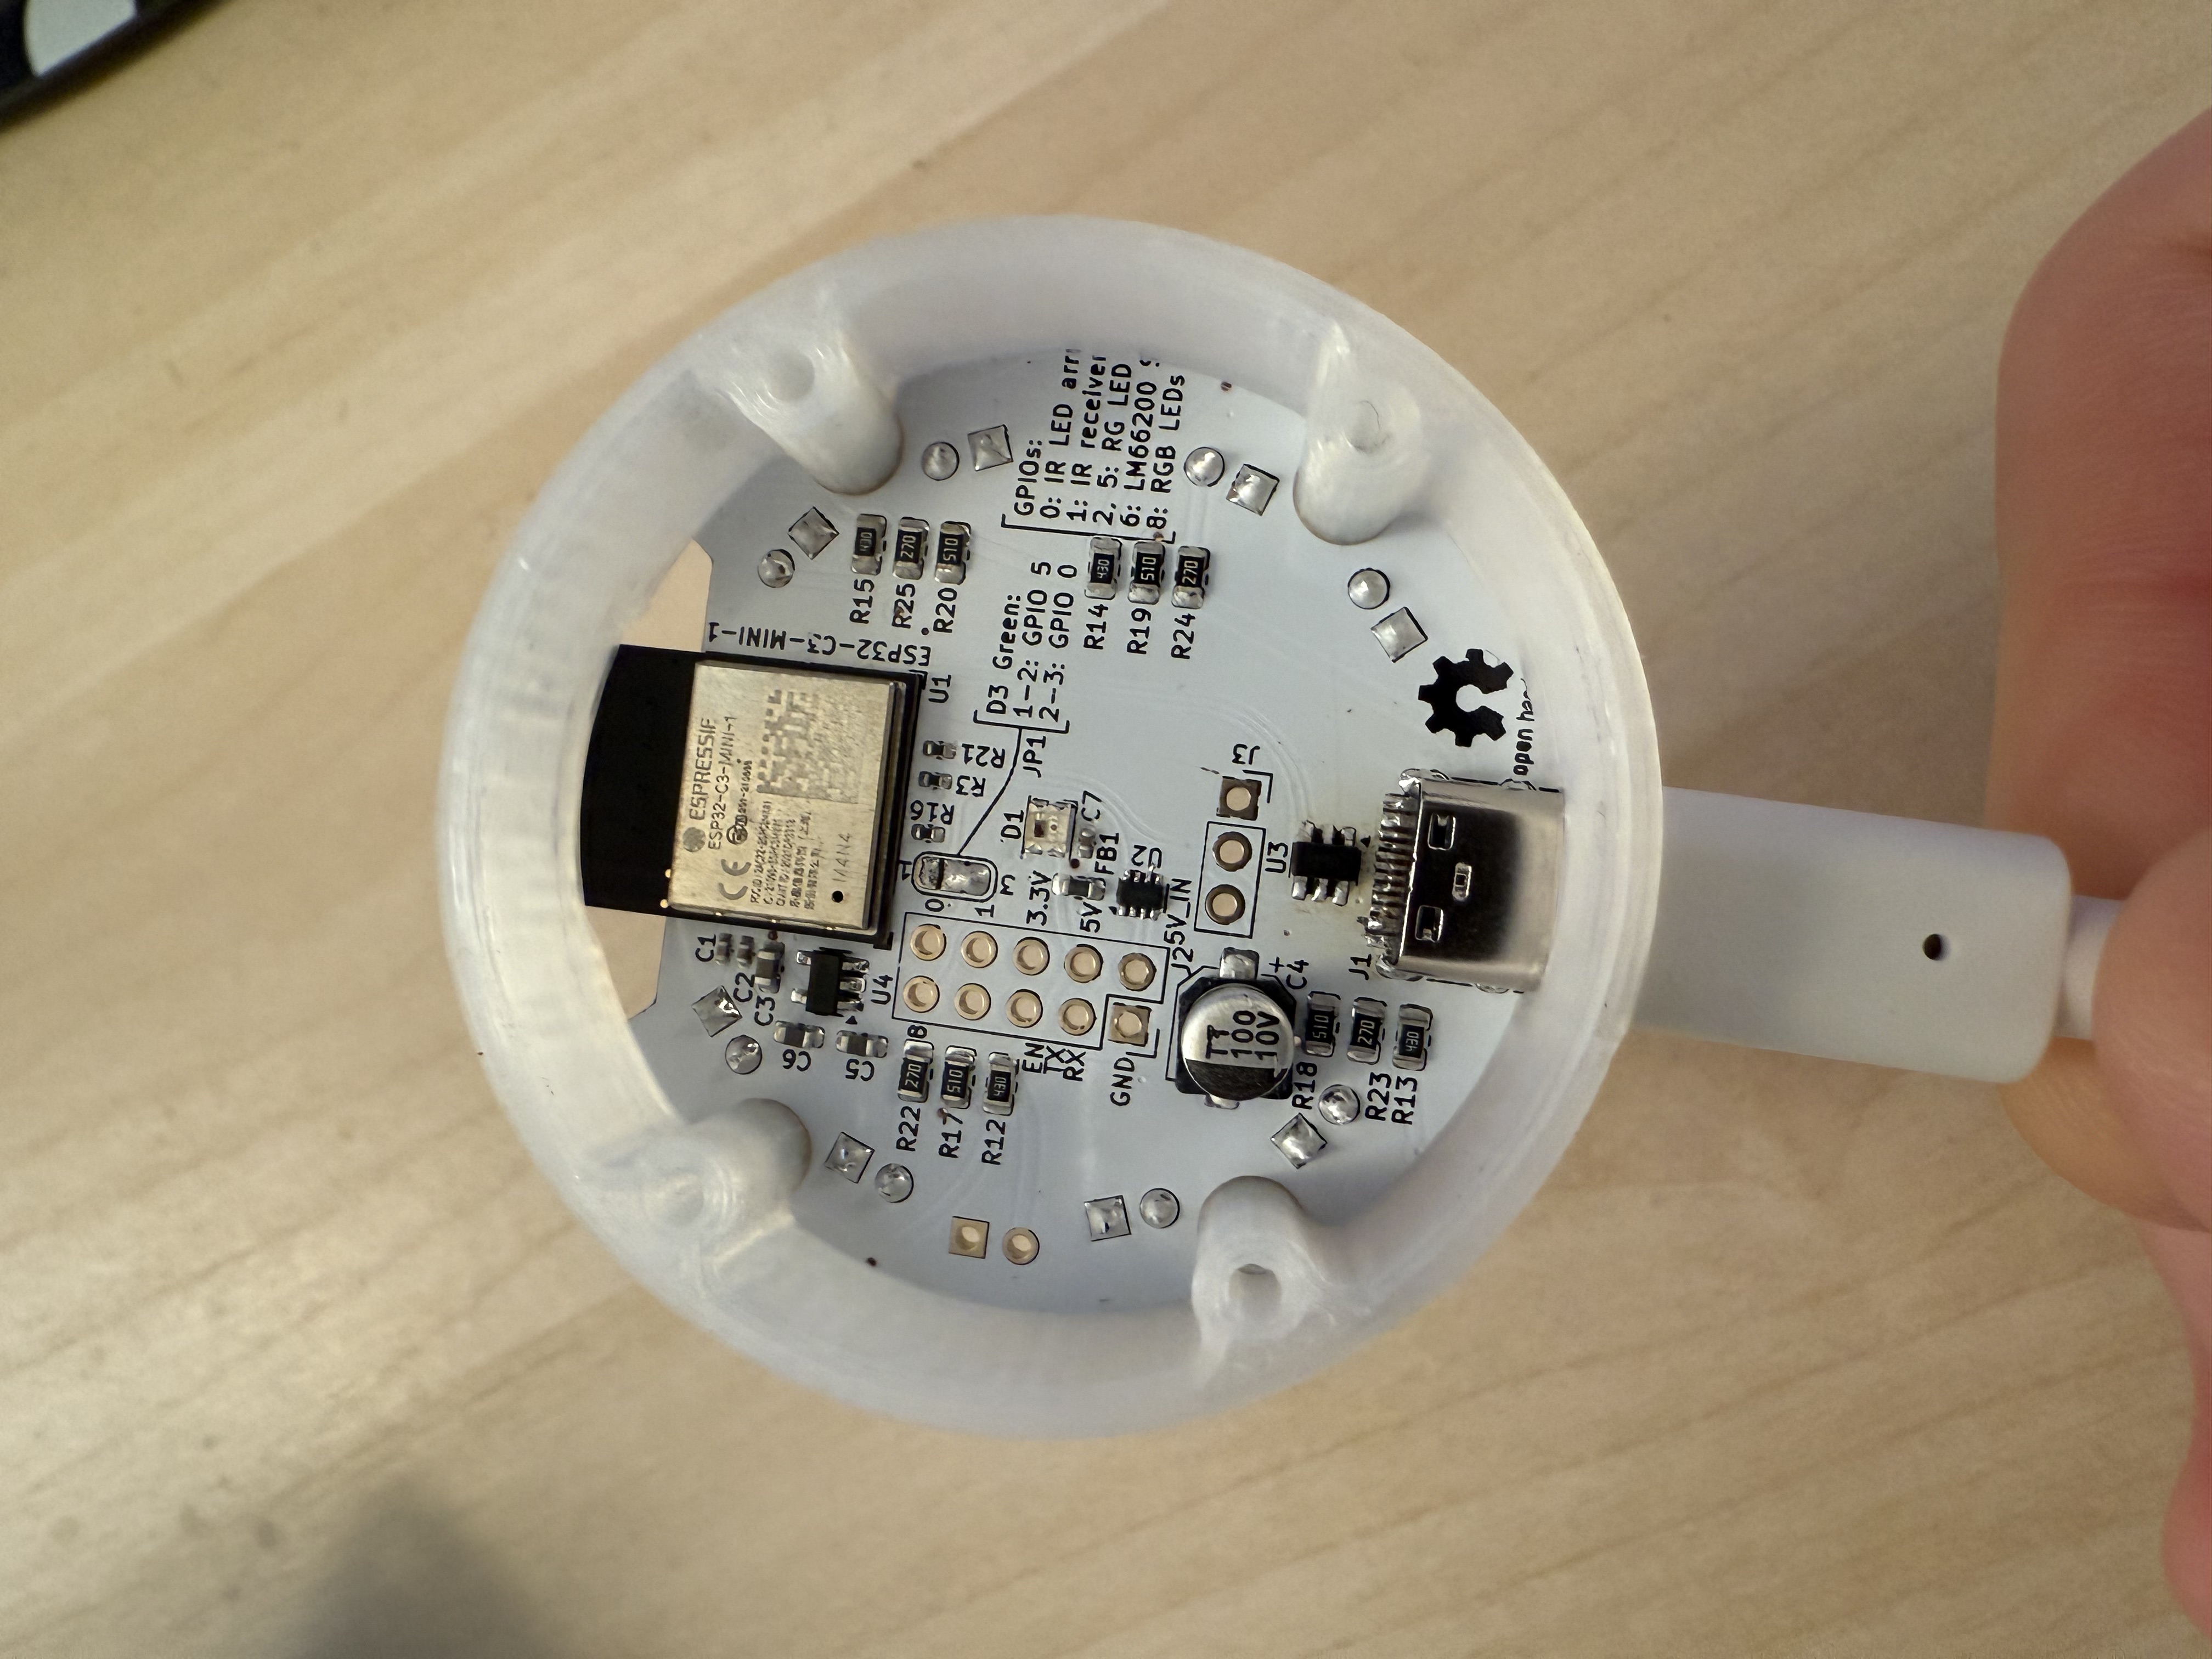 ESPRESSIF
ESP32-C3-MINI-1
CE
M4N4
ESP32-C3-MINI-1
U1
C1
C2
C3
C6
C5
U4
R22
270
8
R17
510
R12
430
EN
TX
RX
GND
0
1
3.3V
5V
5V_IN
J2
1
3
R16
R3
R21
D1
C7
FB1
U2
JP1
D3 Green:
1-2: GPIO 5
2-3: GPIO 0
R15
430
R25
270
R20
510
GPIOs:
0: IR LED arr
1: IR receiver
2, 5: RG LED
6: LM66200
8: RGB LEDs
R14
430
R19
510
R24
270
TT
100
10V
+
C4
J3
U3
R18
510
R23
270
R13
430
J1
open